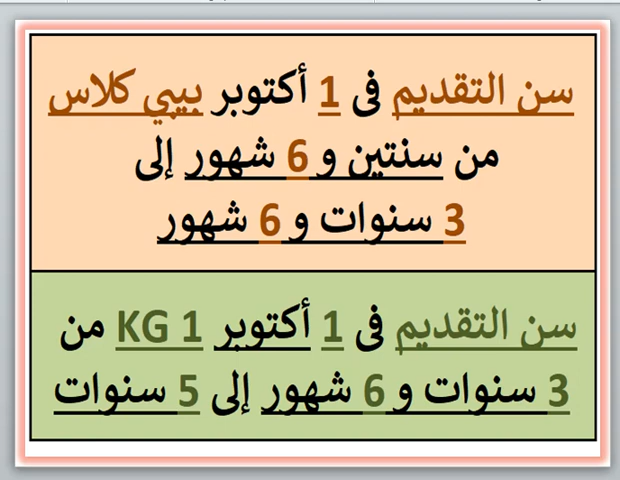 سن التقديم فى 1 أكتوبر بيبي كلاس
من سنتين و 6 شهور إلى
3 سنوات و 6 شهور
سن التقديم فى 1 أكتوبر KG 1 من
3 سنوات و 6 شهور إلى 5 سنوات